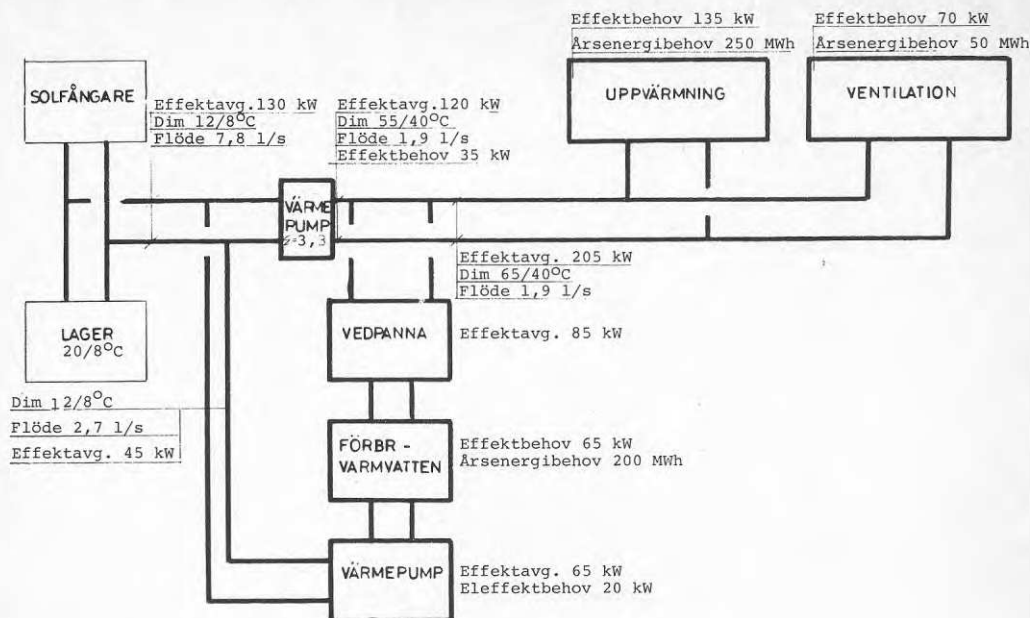 Effektbehov 135 kW
Årsenergibehov 250 MWh
Effektbehov 70 kW
Årsenergibehov 50 MWh
SOLFÅNGARE
Effektavg.130 kW
Dim 12/8°C
Flöde 7,8 l/s
Effektavg.120 kW
Dim 55/40°C
Flöde 1,9 l/s
Effektbehov 35 kW
UPPVÄRMNING
VENTILATION
VÄRME
PUMP
=3,3
Effektavg. 205 kW
Dim 65/40°C
Flöde 1,9 l/s
LAGER
20/8°C
VEDPANNA
Effektavg. 85 kW
Dim 12/8°C
Flöde 2,7 l/s
Effektavg. 45 kW
FÖRBR-
VARMVATTEN
Effektbehov 65 kW
Årsenergibehov 200 MWh
VÄRMEPUMP
Effektavg. 65 kW
Eleffektbehov 20 kW